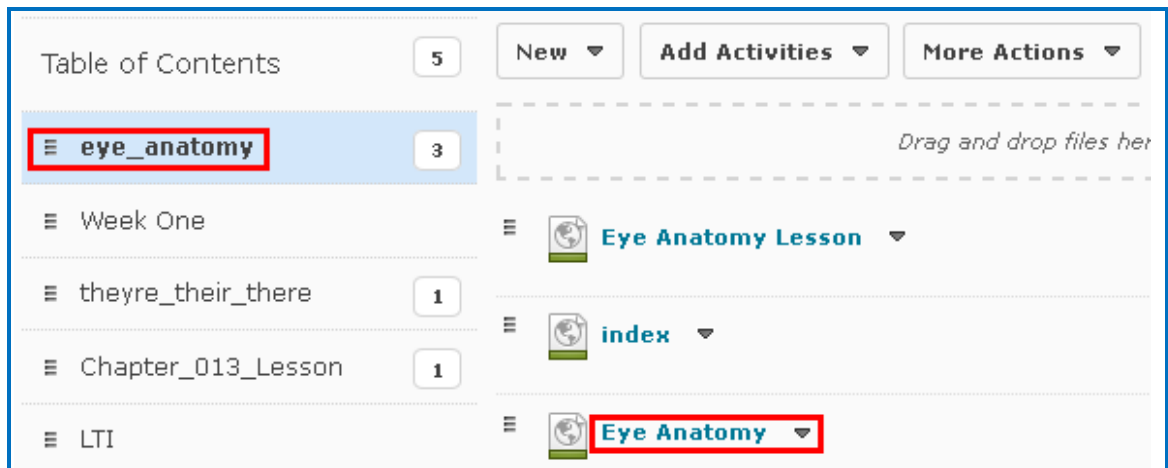 Table of Contents 5
eye_anatomy 3
Week One
theyre_their_there 1
Chapter_013_Lesson 1
LTI
New Add Activities More Actions
Drag and drop files her
Eye Anatomy Lesson
index
Eye Anatomy